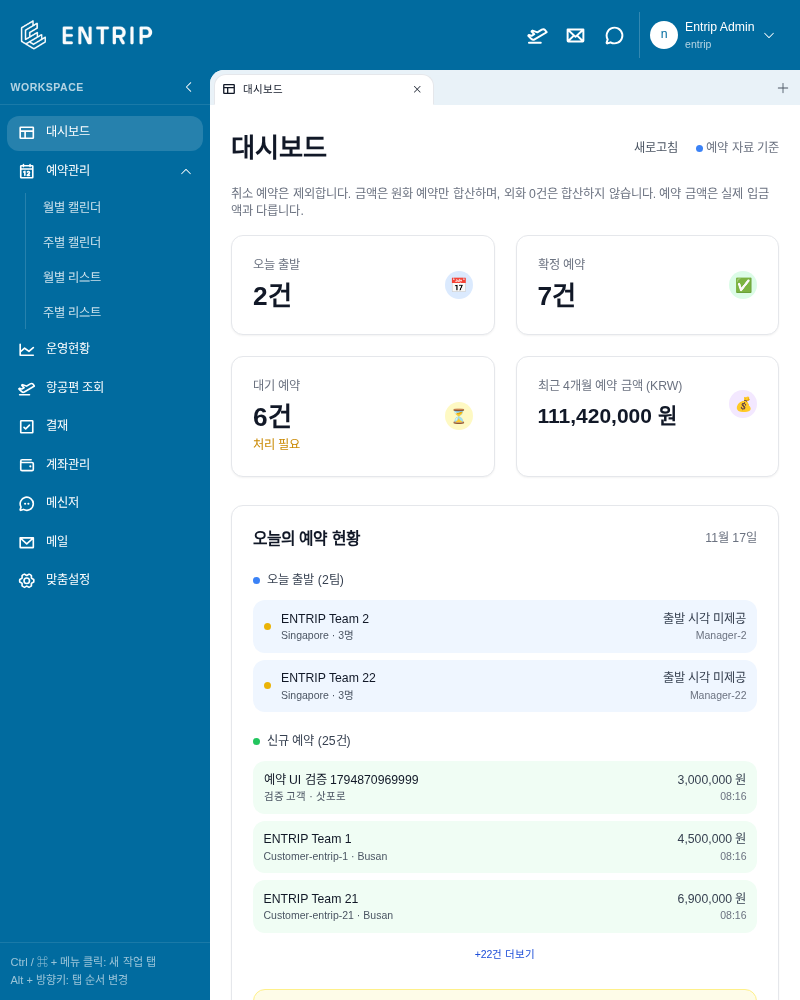 ENTRIP
n
Entrip Admin
entrip
WORKSPACE
대시보드
예약관리
월별 캘린더
주별 캘린더
월별 리스트
주별 리스트
운영현황
항공편 조회
결재
계좌관리
메신저
메일
맞춤설정
Ctrl / ⌘ + 메뉴 클릭: 새 작업 탭
Alt + 방향키: 탭 순서 변경
대시보드
대시보드
새로고침
예약 자료 기준
취소 예약은 제외합니다. 금액은 원화 예약만 합산하며, 외화 0건은 합산하지 않습니다. 예약 금액은 실제 입금
액과 다릅니다.
오늘 출발
2건
확정 예약
7건
대기 예약
6건
처리 필요
최근 4개월 예약 금액 (KRW)
111,420,000 원
오늘의 예약 현황
11월 17일
오늘 출발 (2팀)
ENTRIP Team 2
출발 시각 미제공
Singapore · 3명
Manager-2
ENTRIP Team 22
출발 시각 미제공
Singapore · 3명
Manager-22
신규 예약 (25건)
예약 UI 검증 1794870969999
3,000,000 원
검증 고객 · 삿포로
08:16
ENTRIP Team 1
4,500,000 원
Customer-entrip-1 · Busan
08:16
ENTRIP Team 21
6,900,000 원
Customer-entrip-21 · Busan
08:16
+22건 더보기